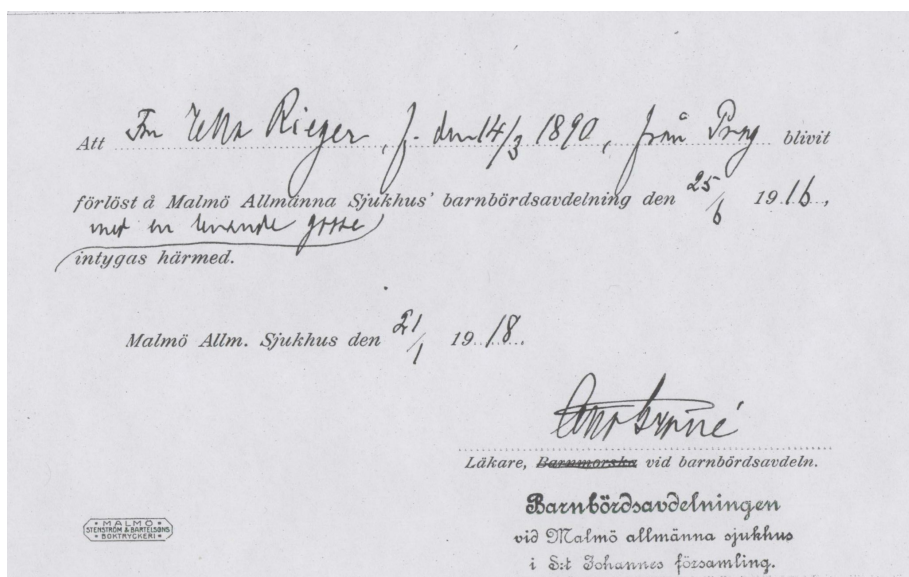 Att Fru Ella Rieger, f. den 14/3 1890, från Prag blivit
förlöst å Malmö Allmänna Sjukhus' barnbördsavdelning den 25/6 1916,
med en levande gosse
intygas härmed.
Malmö Allm. Sjukhus den 21/1 1918.
Läkare, Barnmorska vid barnbördsavdeln.
Barnbördsavdelningen
vid Malmö allmänna sjukhus
i S:t Johannes församling.
• MALMÖ •
STENSTRÖM & BARTELSONS
• BOKTRYCKERI •